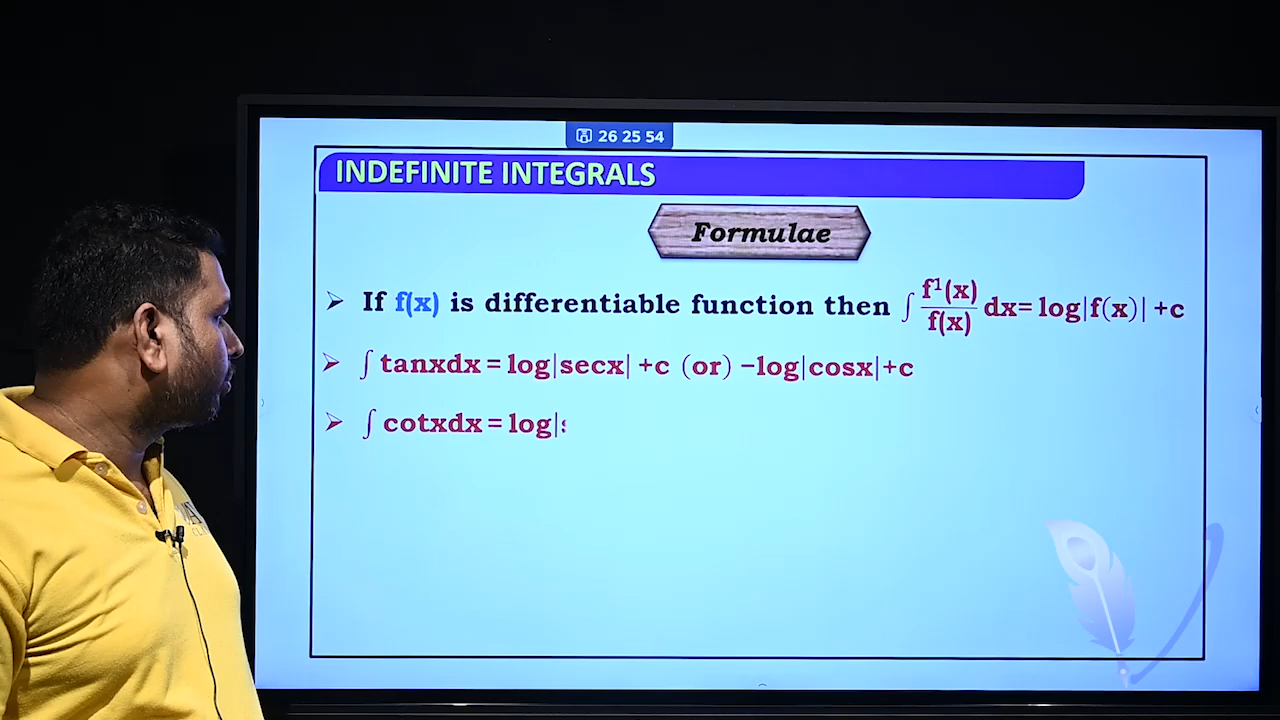 26 25 54
INDEFINITE INTEGRALS
Formulae
➢ If f(x) is differentiable function then ∫ f¹(x)/f(x) dx= log|f(x)| +c
➢ ∫ tanxdx = log|secx| +c (or) −log|cosx|+c
➢ ∫ cotxdx = log|